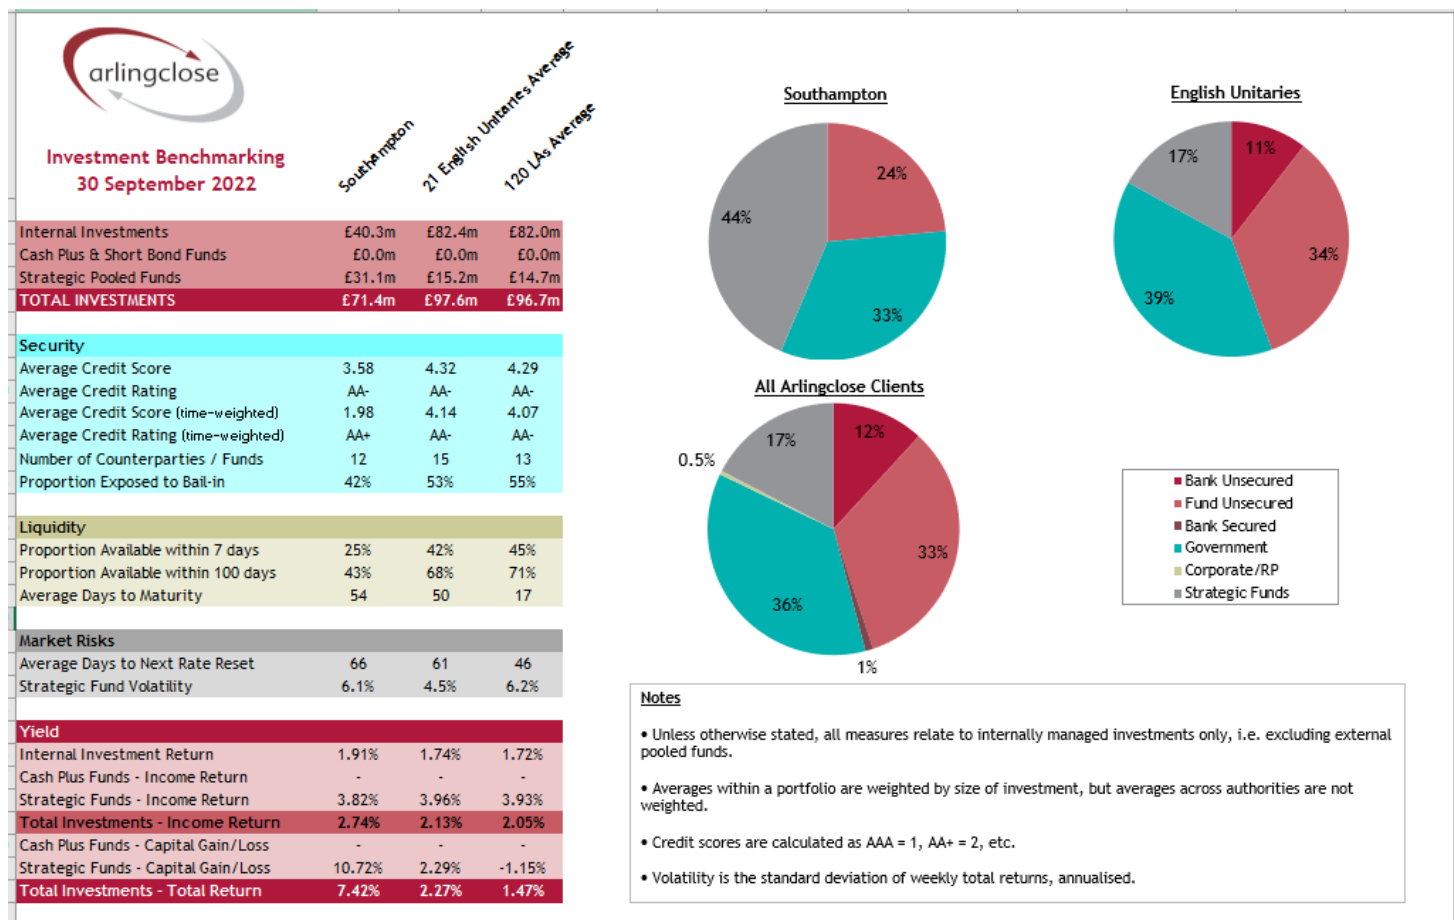 arlingclose
Investment Benchmarking
30 September 2022
Southampton
21 English Unitaries Average
120 LAs Average
Internal Investments £40.3m £82.4m £82.0m
Cash Plus & Short Bond Funds £0.0m £0.0m £0.0m
Strategic Pooled Funds £31.1m £15.2m £14.7m
TOTAL INVESTMENTS £71.4m £97.6m £96.7m
Security
Average Credit Score 3.58 4.32 4.29
Average Credit Rating AA- AA- AA-
Average Credit Score (time-weighted) 1.98 4.14 4.07
Average Credit Rating (time-weighted) AA+ AA- AA-
Number of Counterparties / Funds 12 15 13
Proportion Exposed to Bail-in 42% 53% 55%
Liquidity
Proportion Available within 7 days 25% 42% 45%
Proportion Available within 100 days 43% 68% 71%
Average Days to Maturity 54 50 17
Market Risks
Average Days to Next Rate Reset 66 61 46
Strategic Fund Volatility 6.1% 4.5% 6.2%
Yield
Internal Investment Return 1.91% 1.74% 1.72%
Cash Plus Funds - Income Return - - -
Strategic Funds - Income Return 3.82% 3.96% 3.93%
Total Investments - Income Return 2.74% 2.13% 2.05%
Cash Plus Funds - Capital Gain/Loss - - -
Strategic Funds - Capital Gain/Loss 10.72% 2.29% -1.15%
Total Investments - Total Return 7.42% 2.27% 1.47%
Southampton
24%
44%
33%
English Unitaries
11%
17%
34%
39%
All Arlingclose Clients
12%
17%
0.5%
33%
36%
1%
Bank Unsecured
Fund Unsecured
Bank Secured
Government
Corporate/RP
Strategic Funds
Notes
• Unless otherwise stated, all measures relate to internally managed investments only, i.e. excluding external
pooled funds.
• Averages within a portfolio are weighted by size of investment, but averages across authorities are not
weighted.
• Credit scores are calculated as AAA = 1, AA+ = 2, etc.
• Volatility is the standard deviation of weekly total returns, annualised.